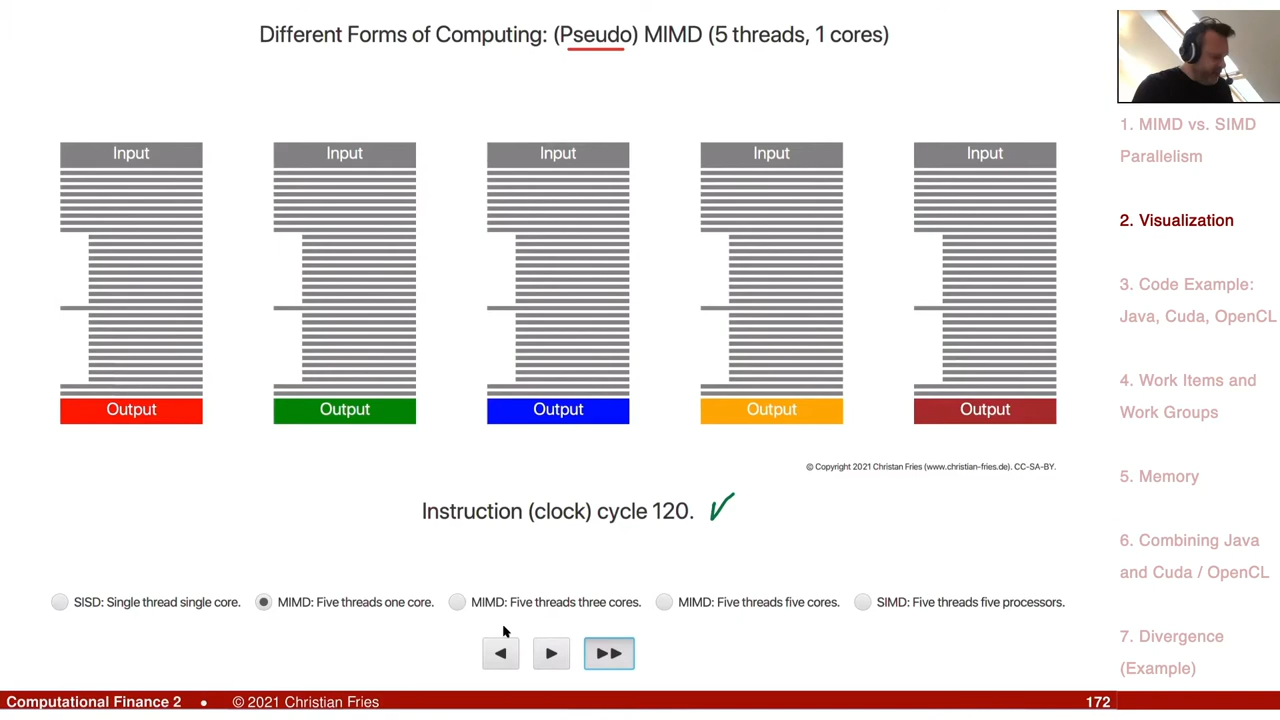 Different Forms of Computing: (Pseudo) MIMD (5 threads, 1 cores)
Input Input Input Input Input
Output Output Output Output Output
© Copyright 2021 Christan Fries (www.christian-fries.de). CC-SA-BY.
Instruction (clock) cycle 120.
SISD: Single thread single core. MIMD: Five threads one core. MIMD: Five threads three cores. MIMD: Five threads five cores. SIMD: Five threads five processors.
1. MIMD vs. SIMD
Parallelism
2. Visualization
3. Code Example:
Java, Cuda, OpenCL
4. Work Items and
Work Groups
5. Memory
6. Combining Java
and Cuda / OpenCL
7. Divergence
(Example)
Computational Finance 2 • © 2021 Christian Fries 172